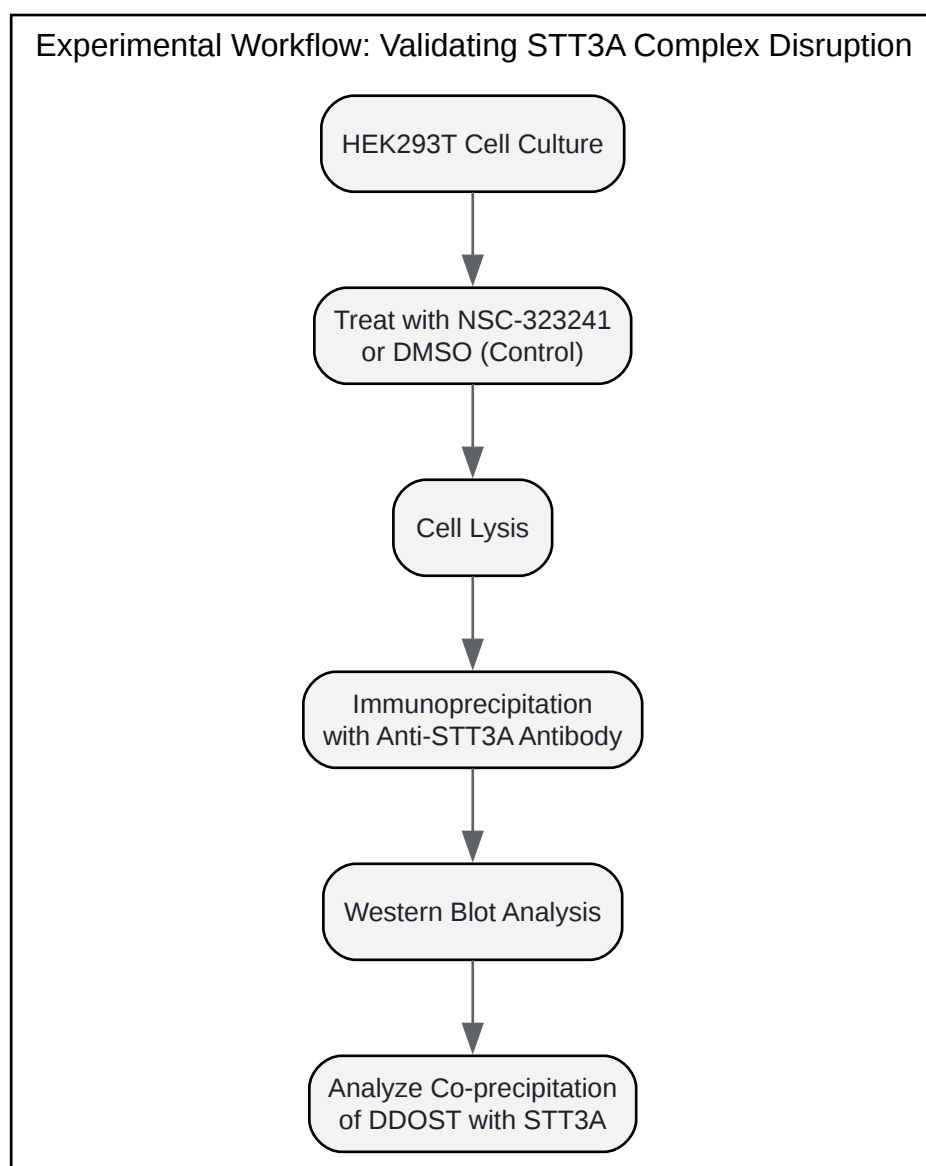 Experimental Workflow: Validating STT3A Complex Disruption
HEK293T Cell Culture
Treat with NSC-323241
or DMSO (Control)
Cell Lysis
Immunoprecipitation
with Anti-STT3A Antibody
Western Blot Analysis
Analyze Co-precipitation
of DDOST with STT3A